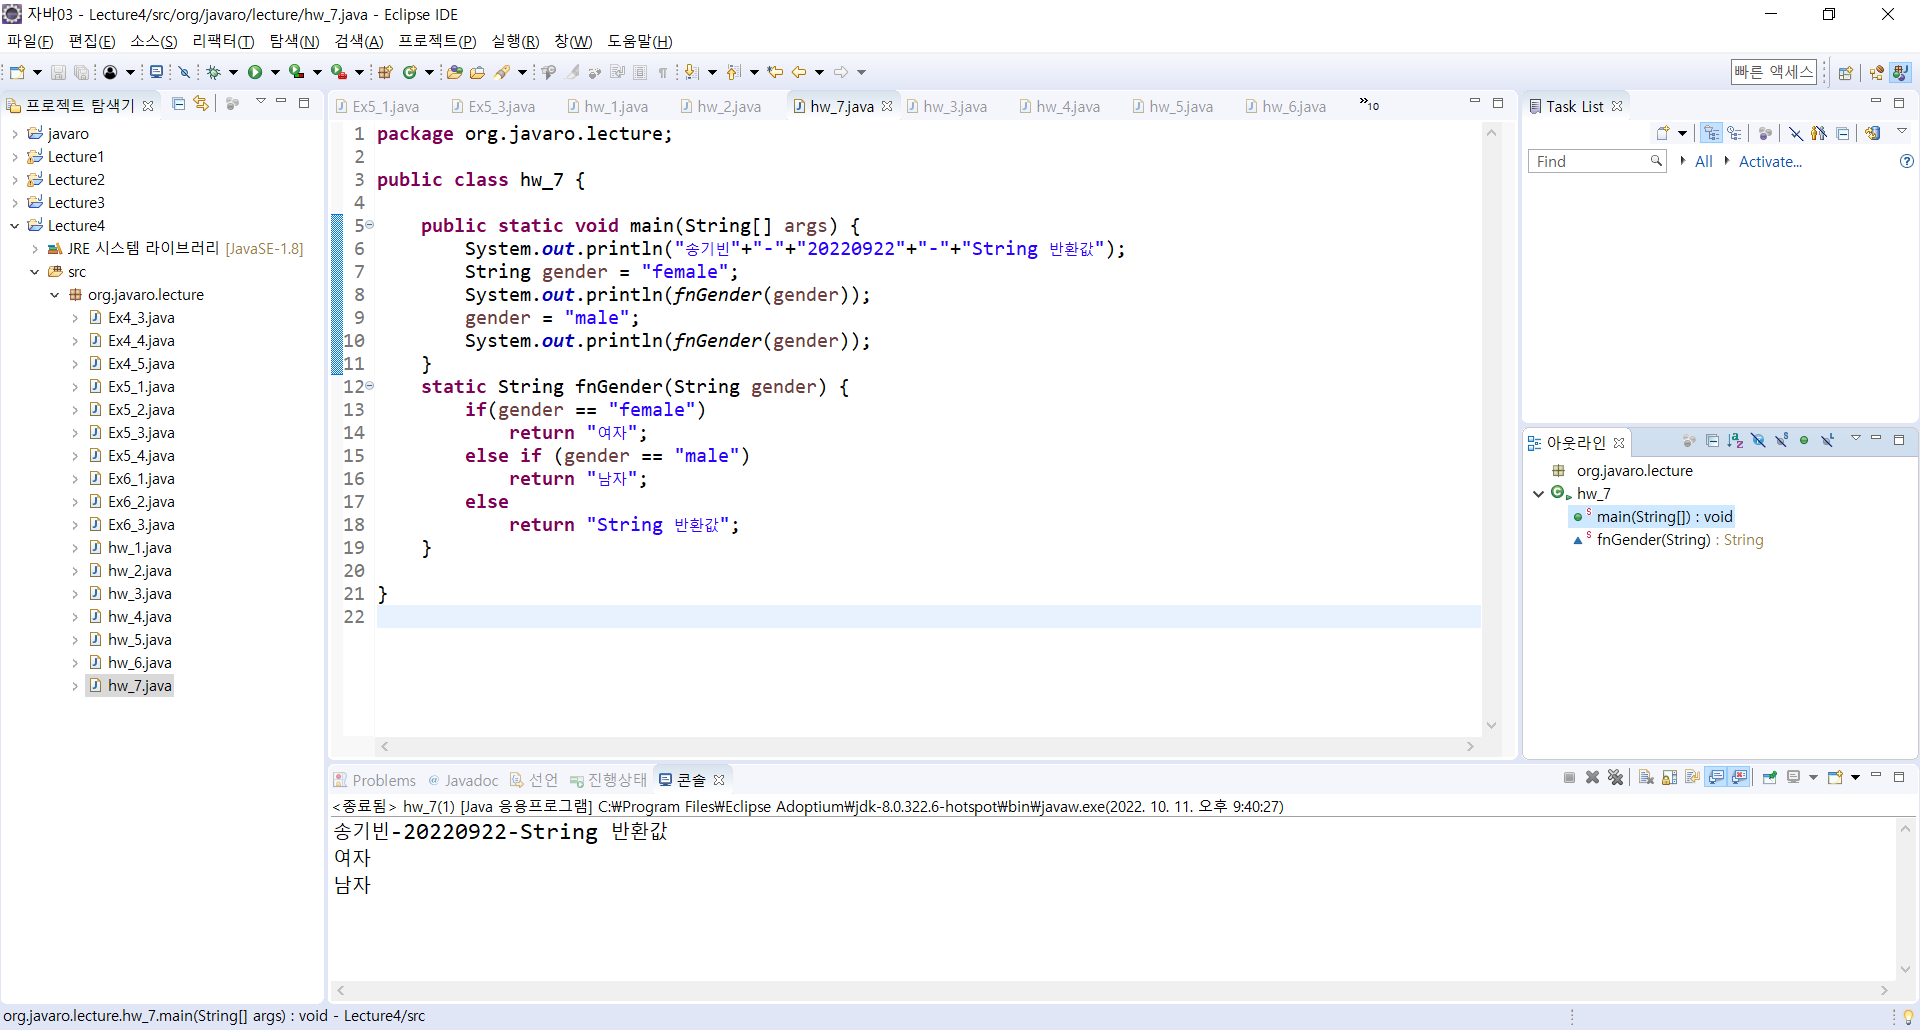 자바03 - Lecture4/src/org/javaro/lecture/hw_7.java - Eclipse IDE
파일(F) 편집(E) 소스(S) 리팩터(T) 탐색(N) 검색(A) 프로젝트(P) 실행(R) 창(W) 도움말(H)
빠른 액세스
프로젝트 탐색기
javaro
Lecture1
Lecture2
Lecture3
Lecture4
JRE 시스템 라이브러리 [JavaSE-1.8]
src
org.javaro.lecture
Ex4_3.java
Ex4_4.java
Ex4_5.java
Ex5_1.java
Ex5_2.java
Ex5_3.java
Ex5_4.java
Ex6_1.java
Ex6_2.java
Ex6_3.java
hw_1.java
hw_2.java
hw_3.java
hw_4.java
hw_5.java
hw_6.java
hw_7.java
Ex5_1.java Ex5_3.java hw_1.java hw_2.java hw_7.java hw_3.java hw_4.java hw_5.java hw_6.java »10
1 package org.javaro.lecture;
2
3 public class hw_7 {
4
5 public static void main(String[] args) {
6 System.out.println("송기빈"+"-"+"20220922"+"-"+"String 반환값");
7 String gender = "female";
8 System.out.println(fnGender(gender));
9 gender = "male";
10 System.out.println(fnGender(gender));
11 }
12 static String fnGender(String gender) {
13 if(gender == "female")
14 return "여자";
15 else if (gender == "male")
16 return "남자";
17 else
18 return "String 반환값";
19 }
20
21 }
22
Task List
Find All Activate...
아웃라인
org.javaro.lecture
hw_7
main(String[]) : void
fnGender(String) : String
Problems @ Javadoc 선언 진행상태 콘솔
<종료됨> hw_7(1) [Java 응용프로그램] C:₩Program Files₩Eclipse Adoptium₩jdk-8.0.322.6-hotspot₩bin₩javaw.exe(2022. 10. 11. 오후 9:40:27)
송기빈-20220922-String 반환값
여자
남자
org.javaro.lecture.hw_7.main(String[] args) : void - Lecture4/src